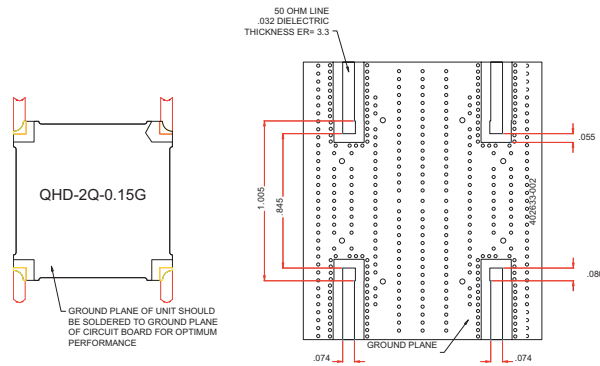 50 OHM LINE
.032 DIELECTRIC
THICKNESS ER= 3.3
QHD-2Q-0.15G
1.005
.845
.055
402633-002
.080
GROUND PLANE OF UNIT SHOULD
BE SOLDERED TO GROUND PLANE
OF CIRCUIT BOARD FOR OPTIMUM
PERFORMANCE
GROUND PLANE
.074
.074